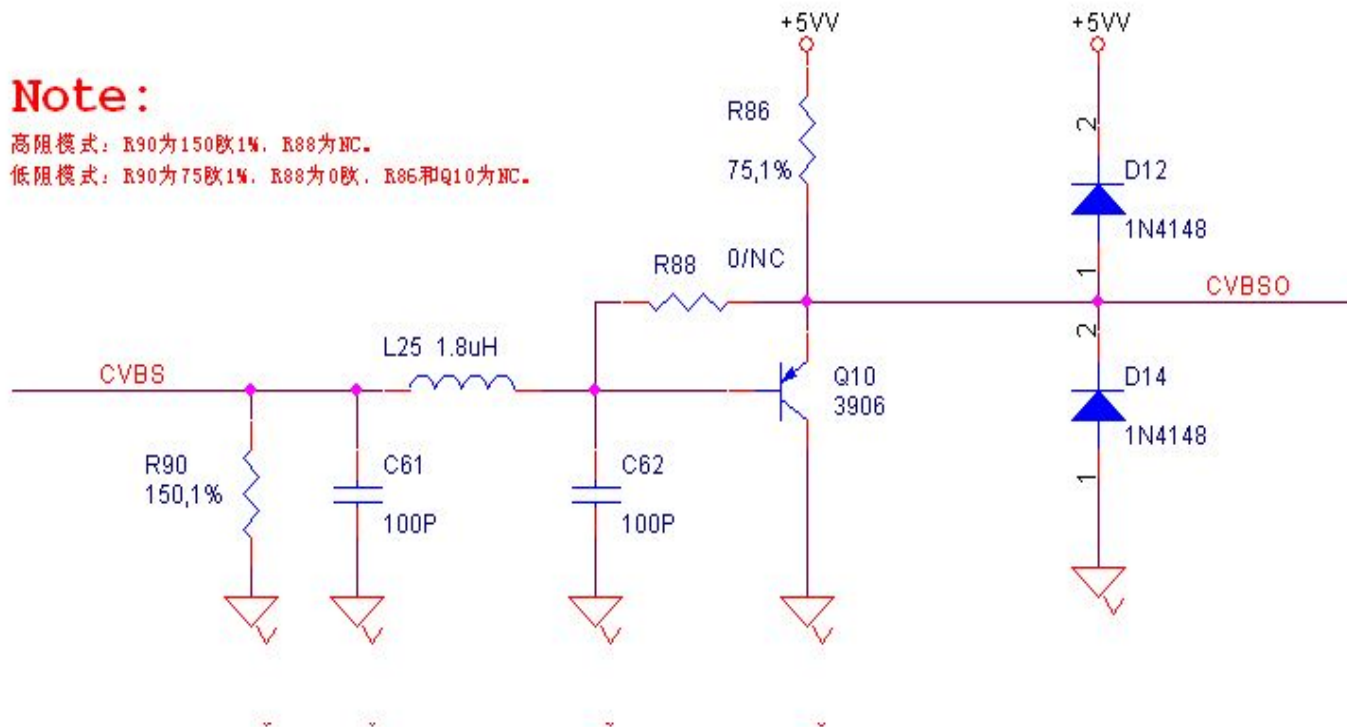 +5VV
+5VV
Note:
高阻模式：R90为150欧1%．R88为NC。
低阻模式：R90为75欧1%．R88为0欧．R86和Q10为NC。
R86
75,1%
2
D12
1N4148
1
R88
0/NC
CVBSO
CVBS
L25 1.8uH
2
Q10
3906
D14
1N4148
1
R90
150,1%
C61
100P
C62
100P